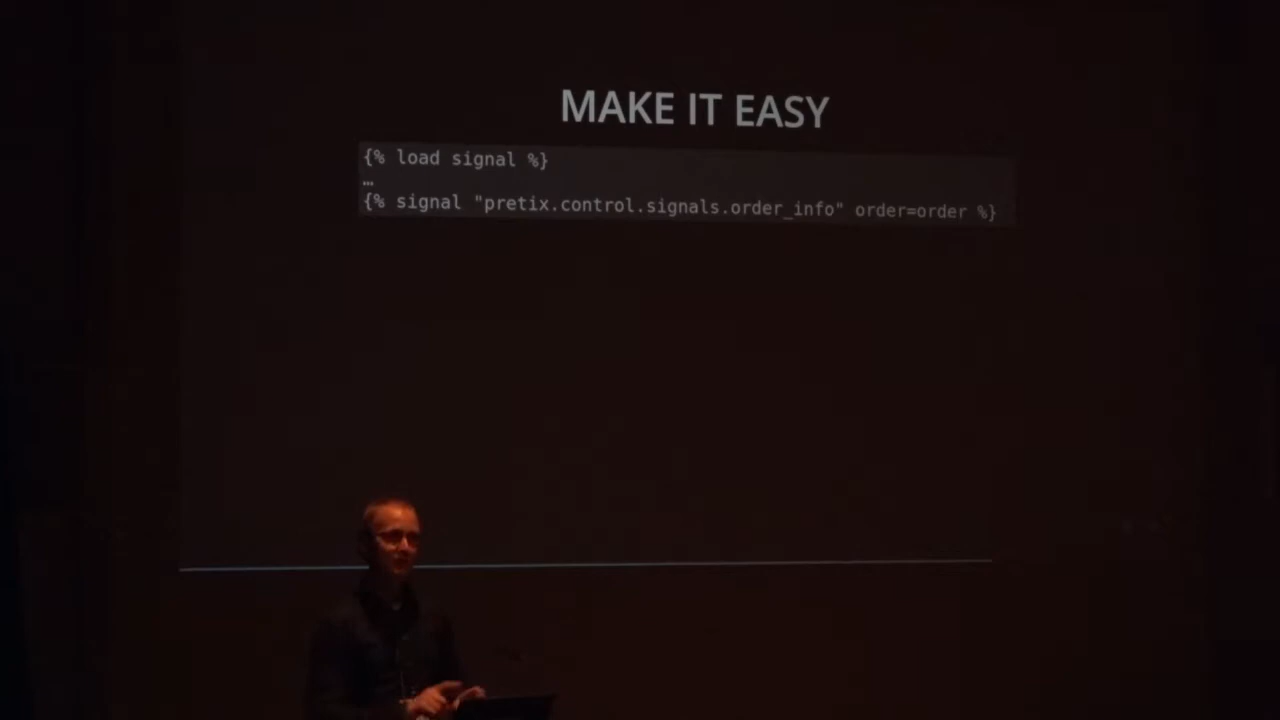 MAKE IT EASY
{% load signal %}
…
{% signal "pretix.control.signals.order_info" order=order %}